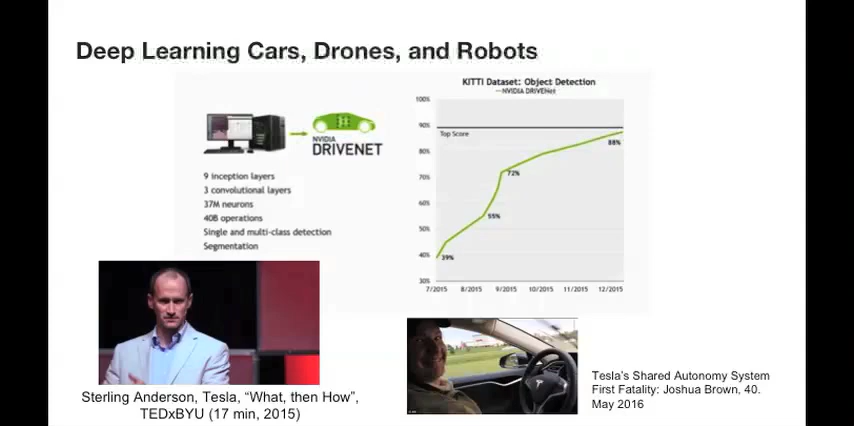 Deep Learning Cars, Drones, and Robots
NVIDIA
DRIVENET
9 inception layers
3 convolutional layers
37M neurons
40B operations
Single and multi-class detection
Segmentation
KITTI Dataset: Object Detection
NVIDIA DRIVENet
100%
90%
80%
70%
60%
50%
40%
30%
Top Score
39%
55%
72%
88%
7/2015 8/2015 9/2015 10/2015 11/2015 12/2015
Sterling Anderson, Tesla, “What, then How”,
TEDxBYU (17 min, 2015)
Tesla’s Shared Autonomy System
First Fatality: Joshua Brown, 40.
May 2016